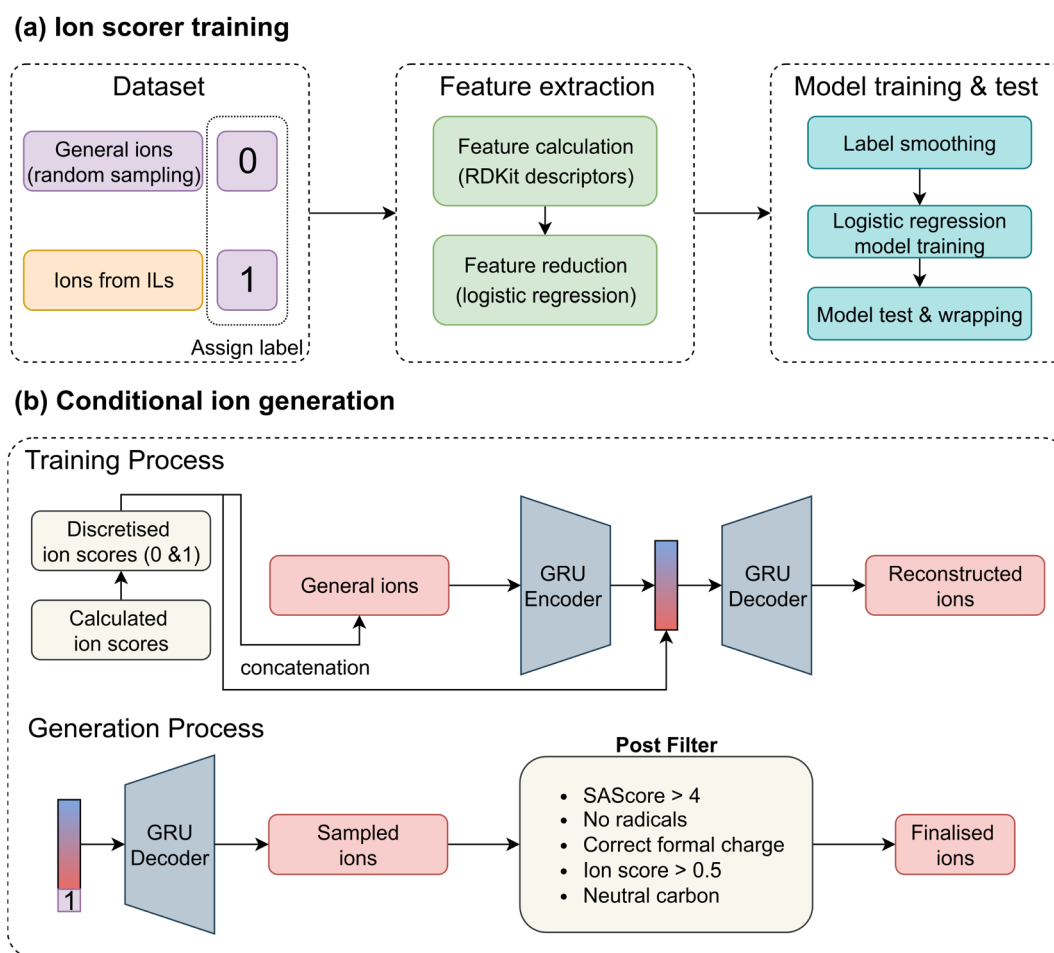 (a) Ion scorer training
Dataset
General ions
(random sampling)
0
Ions from ILs
1
Assign label
Feature extraction
Feature calculation
(RDKit descriptors)
Feature reduction
(logistic regression)
Model training & test
Label smoothing
Logistic regression
model training
Model test & wrapping
(b) Conditional ion generation
Training Process
Discretised
ion scores (0 &1)
Calculated
ion scores
concatenation
General ions
GRU
Encoder
GRU
Decoder
Reconstructed
ions
Generation Process
1
GRU
Decoder
Sampled
ions
Post Filter
• SAScore > 4
• No radicals
• Correct formal charge
• Ion score > 0.5
• Neutral carbon
Finalised
ions